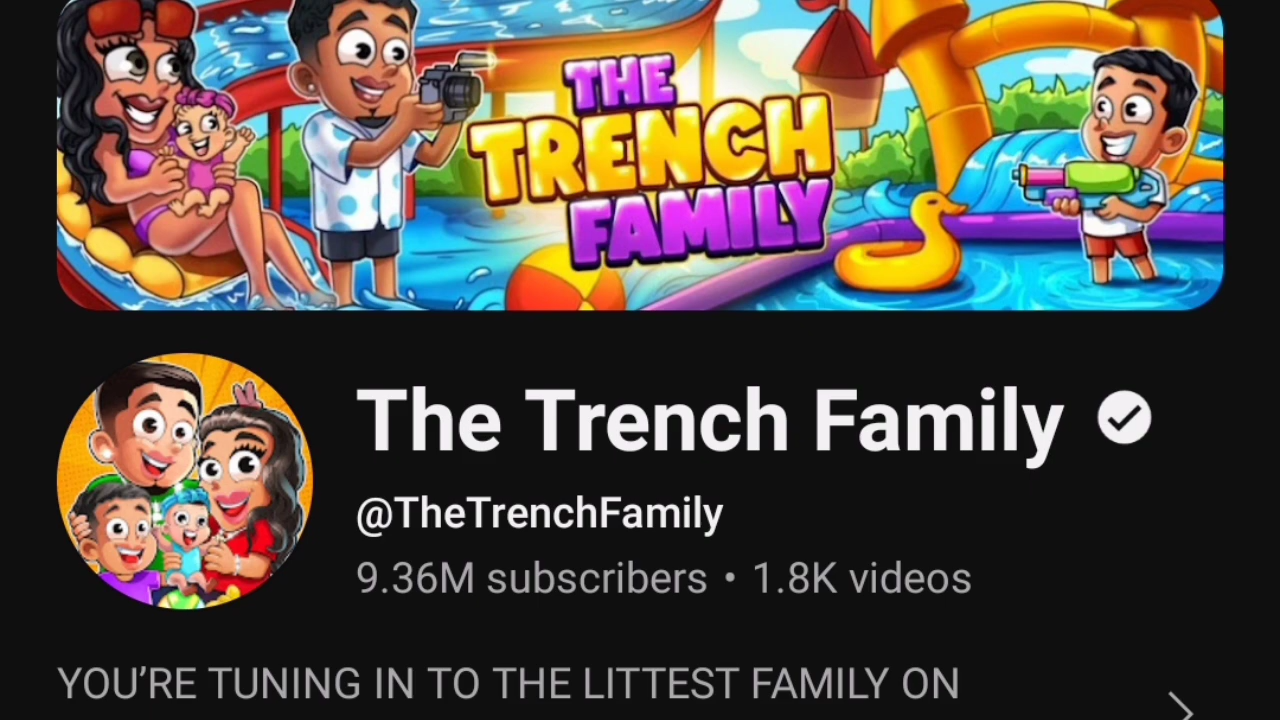 THE
TRENCH
FAMILY
The Trench Family
@TheTrenchFamily
9.36M subscribers • 1.8K videos
YOU’RE TUNING IN TO THE LITTEST FAMILY ON